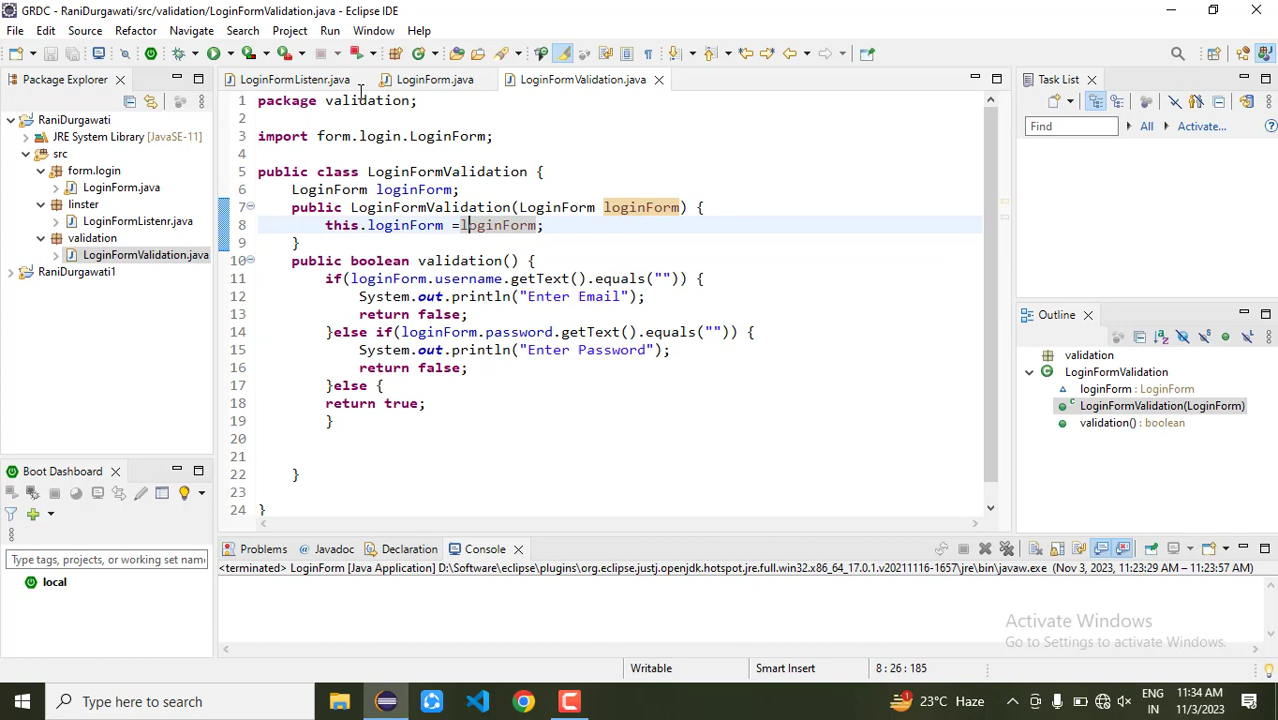 GRDC - RaniDurgawati/src/validation/LoginFormValidation.java - Eclipse IDE
File Edit Source Refactor Navigate Search Project Run Window Help
Package Explorer
RaniDurgawati
JRE System Library [JavaSE-11]
src
form.login
LoginForm.java
linster
LoginFormListenr.java
validation
LoginFormValidation.java
RaniDurgawati1
Boot Dashboard
Type tags, projects, or working set nam
local
LoginFormListenr.java LoginForm.java LoginFormValidation.java
1 package validation;
2
3 import form.login.LoginForm;
4
5 public class LoginFormValidation {
6 LoginForm loginForm;
7 public LoginFormValidation(LoginForm loginForm) {
8 this.loginForm =loginForm;
9 }
10 public boolean validation() {
11 if(loginForm.username.getText().equals("")) {
12 System.out.println("Enter Email");
13 return false;
14 }else if(loginForm.password.getText().equals("")) {
15 System.out.println("Enter Password");
16 return false;
17 }else {
18 return true;
19 }
20
21
22 }
23
24 }
Problems @ Javadoc Declaration Console
<terminated> LoginForm [Java Application] D:\Software\eclipse\plugins\org.eclipse.justj.openjdk.hotspot.jre.full.win32.x86_64_17.0.1.v20211116-1657\jre\bin\javaw.exe (Nov 3, 2023, 11:23:29 AM – 11:23:57 AM)
Task List
Find All Activate...
Outline
validation
LoginFormValidation
loginForm : LoginForm
LoginFormValidation(LoginForm)
validation() : boolean
Activate Windows
Go to Settings to activate Windows.
Writable Smart Insert 8 : 26 : 185
Type here to search
23°C Haze
ENG
IN
11:34 AM
11/3/2023